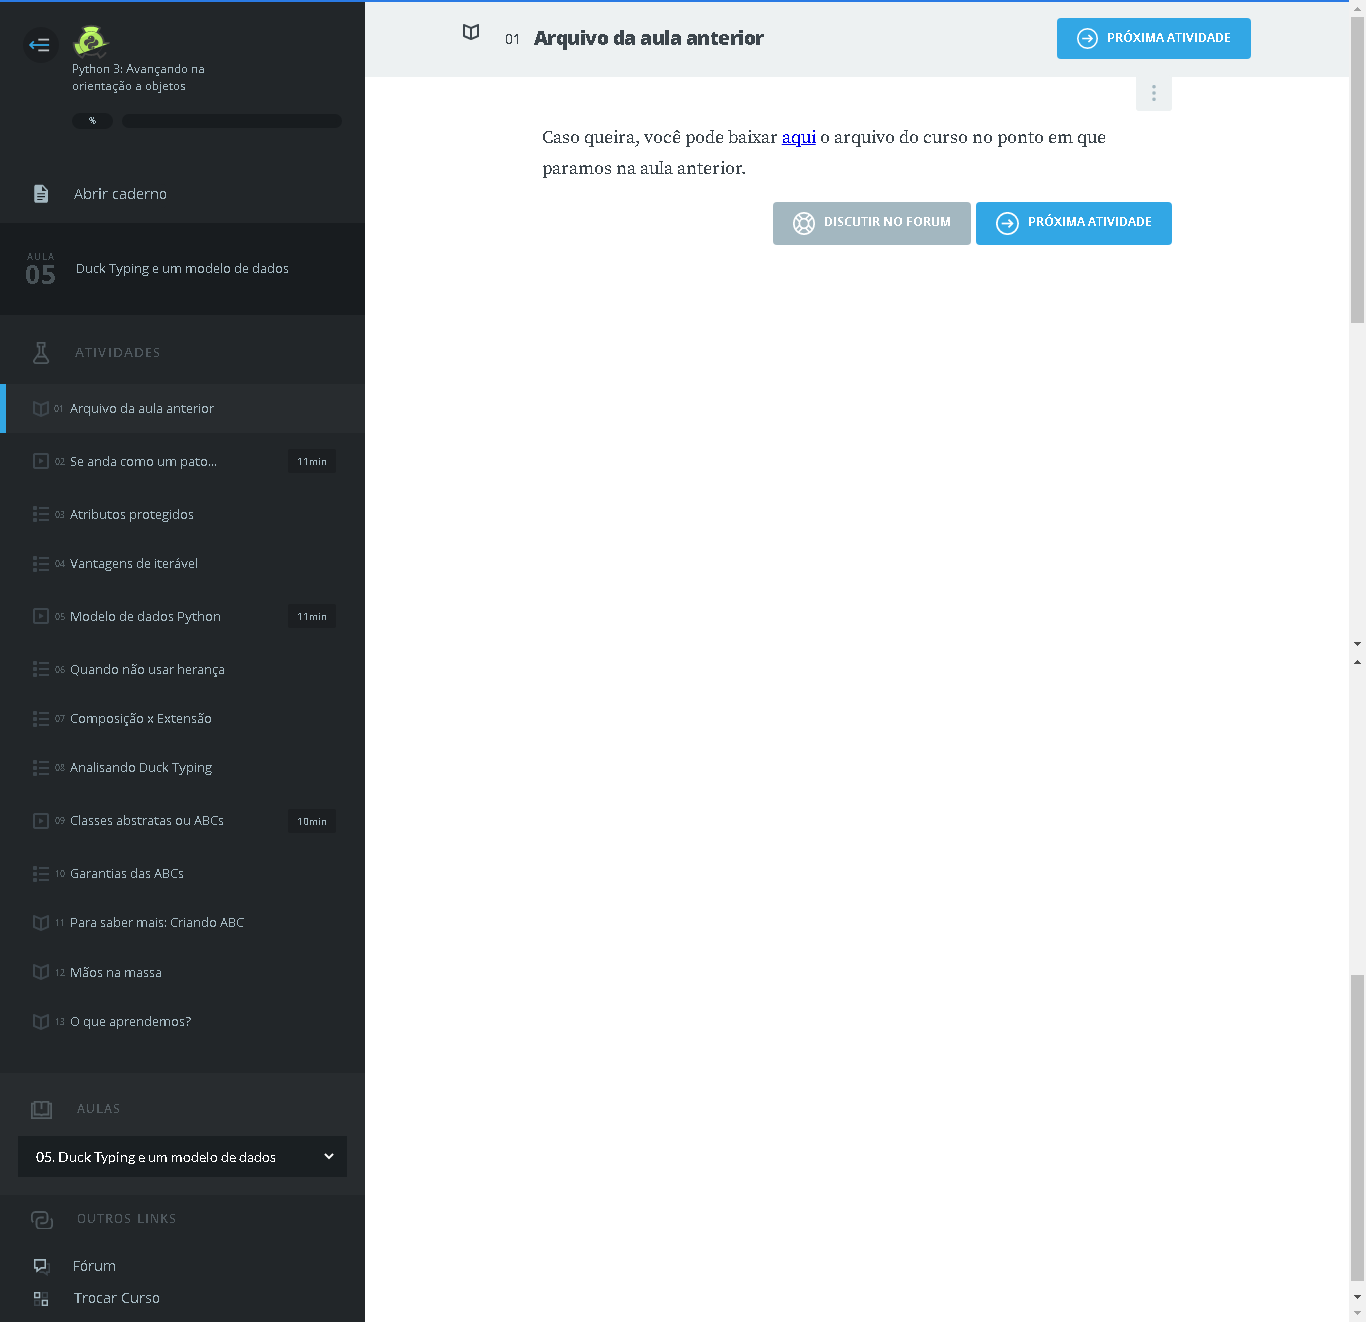 Python 3: Avançando na
orientação a objetos
%
Abrir caderno
AULA
05
Duck Typing e um modelo de dados
ATIVIDADES
01 Arquivo da aula anterior
02 Se anda como um pato... 11min
03 Atributos protegidos
04 Vantagens de iterável
05 Modelo de dados Python 11min
06 Quando não usar herança
07 Composição x Extensão
08 Analisando Duck Typing
09 Classes abstratas ou ABCs 10min
10 Garantias das ABCs
11 Para saber mais: Criando ABC
12 Mãos na massa
13 O que aprendemos?
AULAS
05. Duck Typing e um modelo de dados
OUTROS LINKS
Fórum
Trocar Curso
01 Arquivo da aula anterior
PRÓXIMA ATIVIDADE
Caso queira, você pode baixar aqui o arquivo do curso no ponto em que
paramos na aula anterior.
DISCUTIR NO FORUM
PRÓXIMA ATIVIDADE